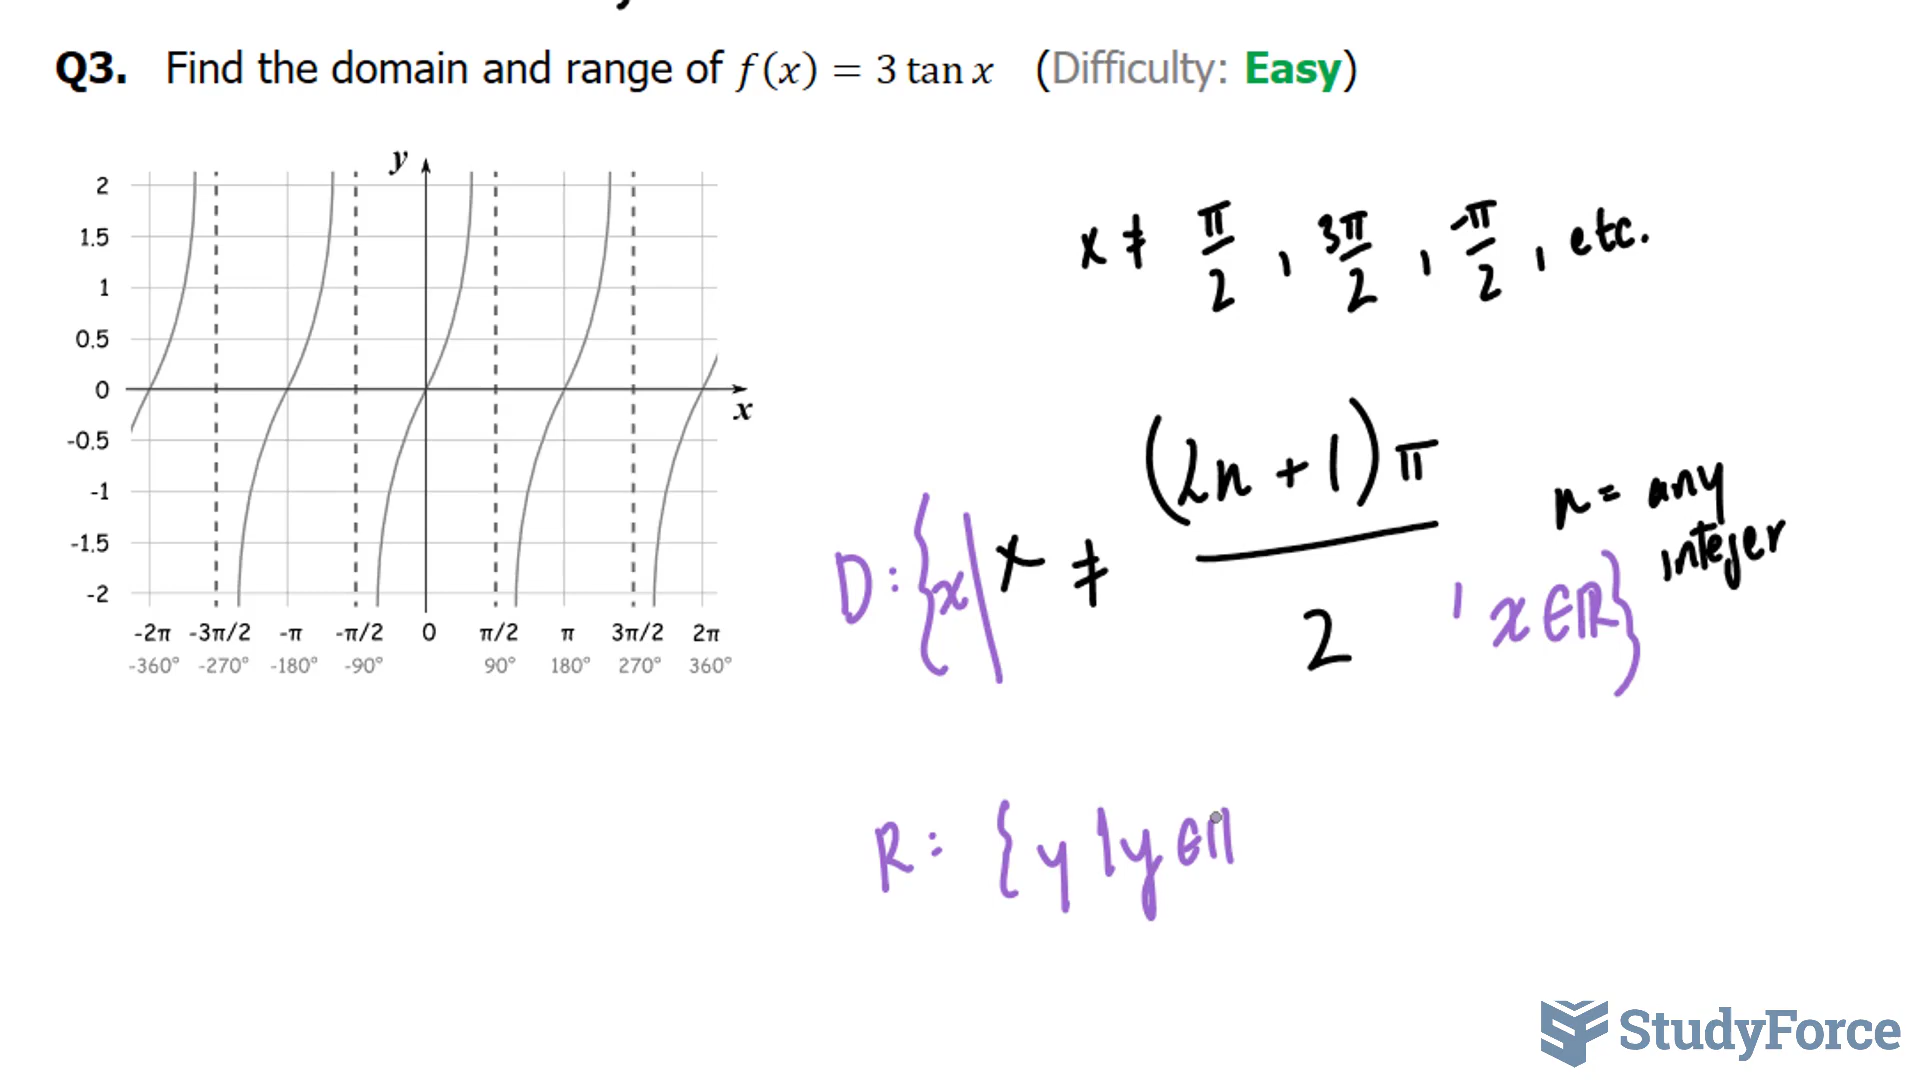 Q3. Find the domain and range of f(x) = 3 tan x (Difficulty: Easy)
y
2
1.5
1
0.5
0
-0.5
-1
-1.5
-2
x
-2π -3π/2 -π -π/2 0 π/2 π 3π/2 2π
-360° -270° -180° -90° 90° 180° 270° 360°
x ≠ π/2 , 3π/2 , -π/2 , etc.
D: {x | x ≠ (2n + 1)π / 2 , x ∈ ℝ}
n = any
integer
R: { y | y ∈
StudyForce